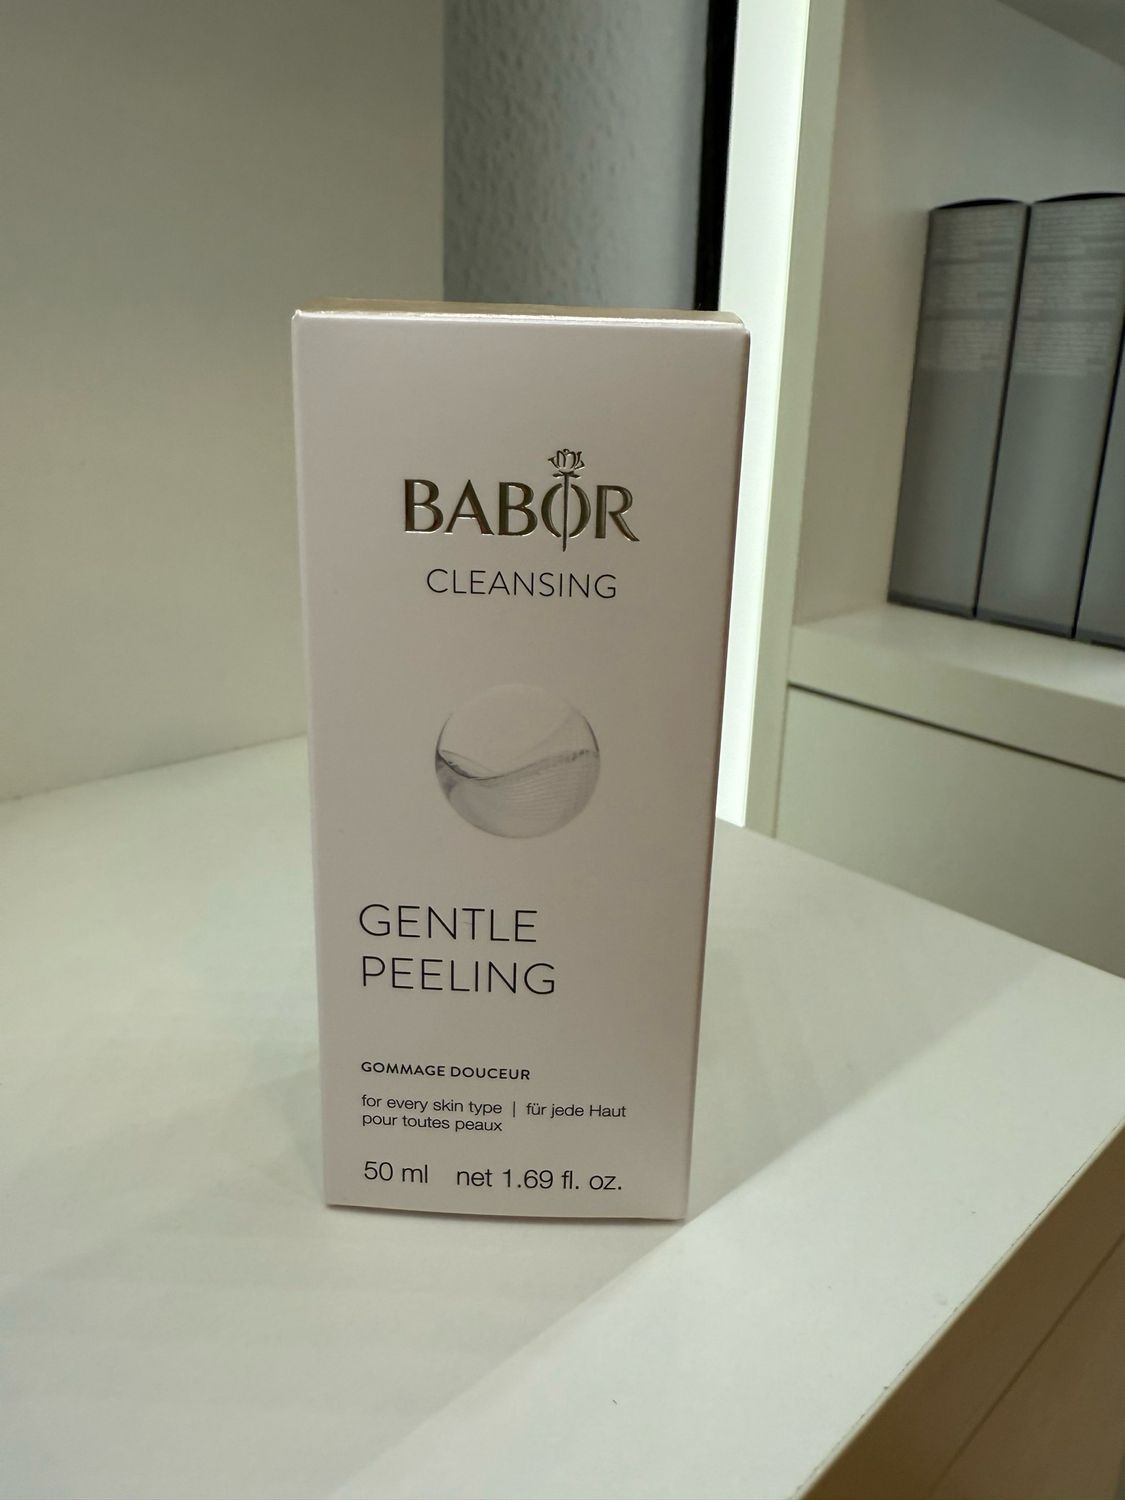 BABOR
CLEANSING
GENTLE
PEELING
GOMMAGE DOUCEUR
for every skin type | für jede Haut
pour toutes peaux
50 ml net 1.69 fl. oz.